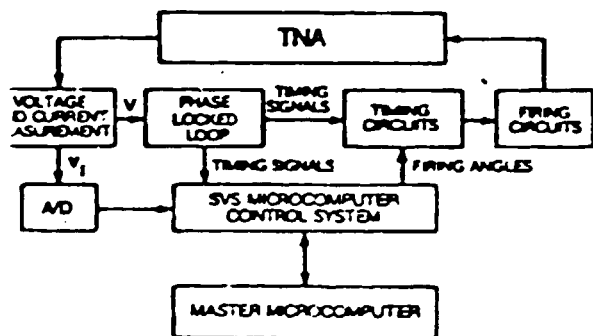 TNA
VOLTAGE
CURRENT
MEASUREMENT
V
PHASE
LOCKED
LOOP
TIMING
SIGNALS
TIMING
CIRCUITS
FIRING
CIRCUITS
V
TIMING SIGNALS
FIRING ANGLES
A/D
SVS MICROCOMPUTER
CONTROL SYSTEM
MASTER MICROCOMPUTER